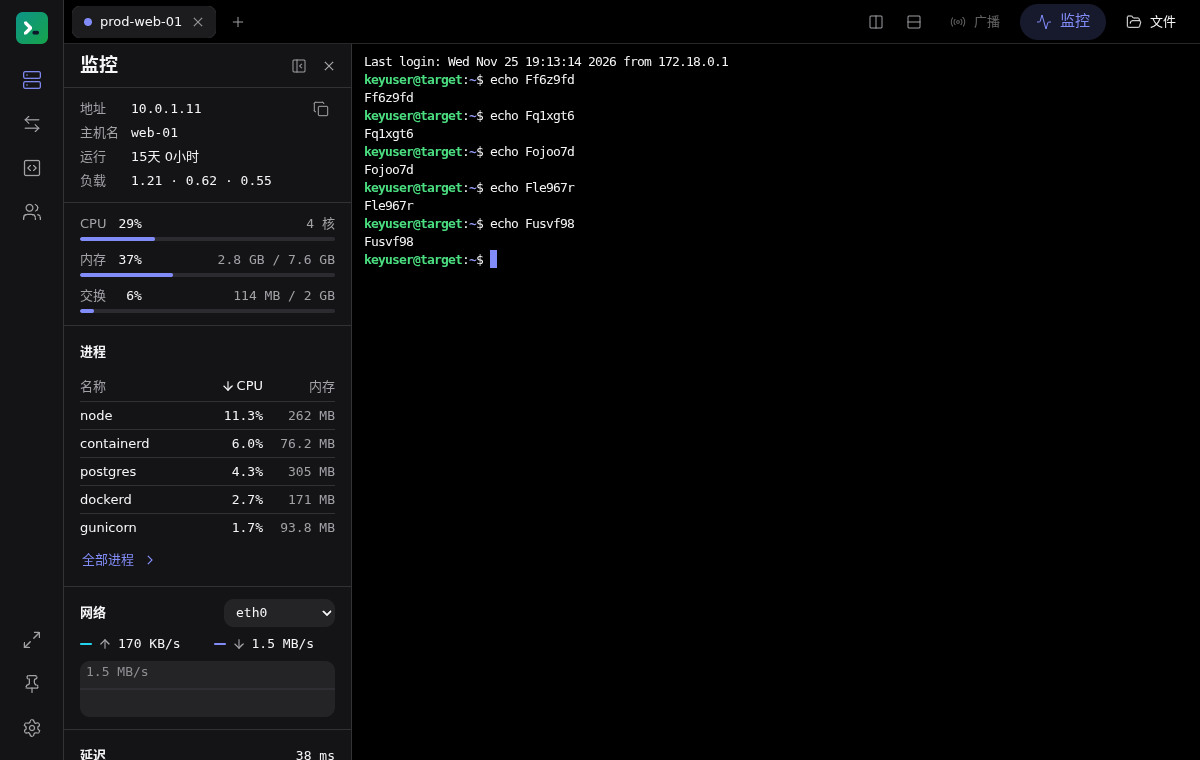 prod-web-01
广播
监控
文件
监控
地址 10.0.1.11
主机名 web-01
运行 15天 0小时
负载 1.21 · 0.62 · 0.55
CPU 29% 4 核
内存 37% 2.8 GB / 7.6 GB
交换 6% 114 MB / 2 GB
进程
名称 CPU 内存
node 11.3% 262 MB
containerd 6.0% 76.2 MB
postgres 4.3% 305 MB
dockerd 2.7% 171 MB
gunicorn 1.7% 93.8 MB
全部进程
网络 eth0
170 KB/s 1.5 MB/s
1.5 MB/s
延迟 38 ms
Last login: Wed Nov 25 19:13:14 2026 from 172.18.0.1
keyuser@target:~$ echo Ff6z9fd
Ff6z9fd
keyuser@target:~$ echo Fq1xgt6
Fq1xgt6
keyuser@target:~$ echo Fojoo7d
Fojoo7d
keyuser@target:~$ echo Fle967r
Fle967r
keyuser@target:~$ echo Fusvf98
Fusvf98
keyuser@target:~$